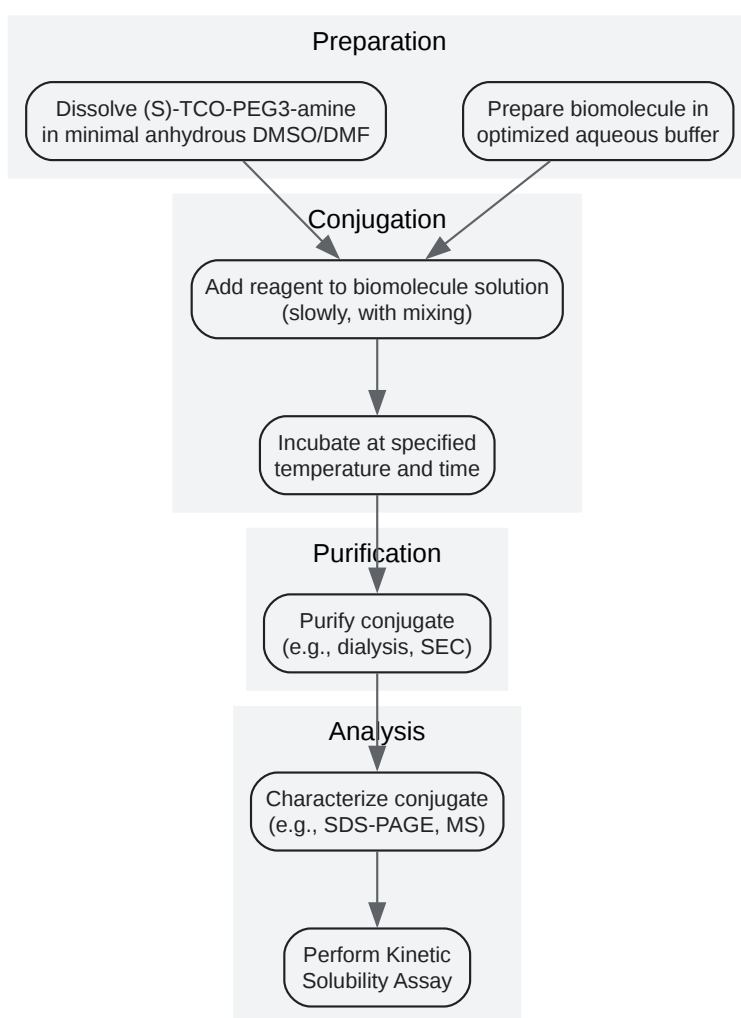 Preparation
Dissolve (S)-TCO-PEG3-amine
in minimal anhydrous DMSO/DMF
Prepare biomolecule in
optimized aqueous buffer
Conjugation
Add reagent to biomolecule solution
(slowly, with mixing)
Incubate at specified
temperature and time
Purification
Purify conjugate
(e.g., dialysis, SEC)
Analysis
Characterize conjugate
(e.g., SDS-PAGE, MS)
Perform Kinetic
Solubility Assay